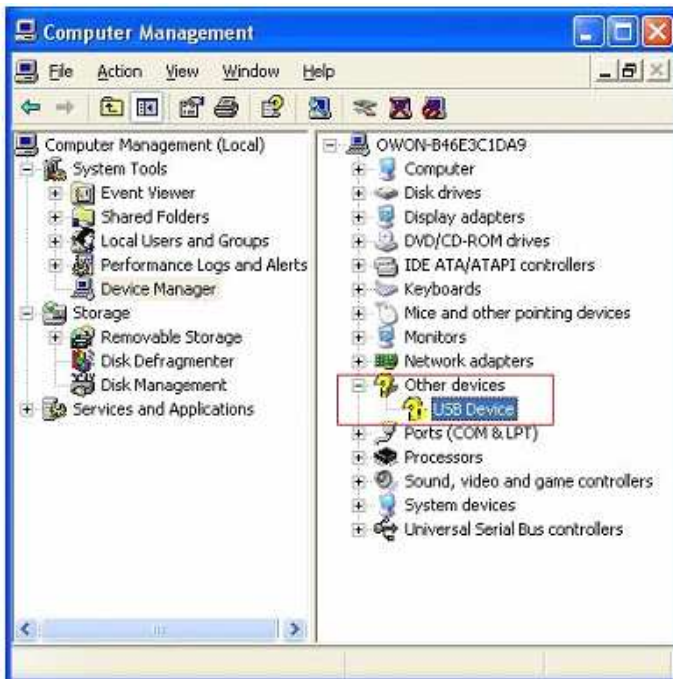 Computer Management
File Action View Window Help
Computer Management (Local)
System Tools
Event Viewer
Shared Folders
Local Users and Groups
Performance Logs and Alerts
Device Manager
Storage
Removable Storage
Disk Defragmenter
Disk Management
Services and Applications
OWON-B46E3C1DA9
Computer
Disk drives
Display adapters
DVD/CD-ROM drives
IDE ATA/ATAPI controllers
Keyboards
Mice and other pointing devices
Monitors
Network adapters
Other devices
USB Device
Ports (COM & LPT)
Processors
Sound, video and game controllers
System devices
Universal Serial Bus controllers